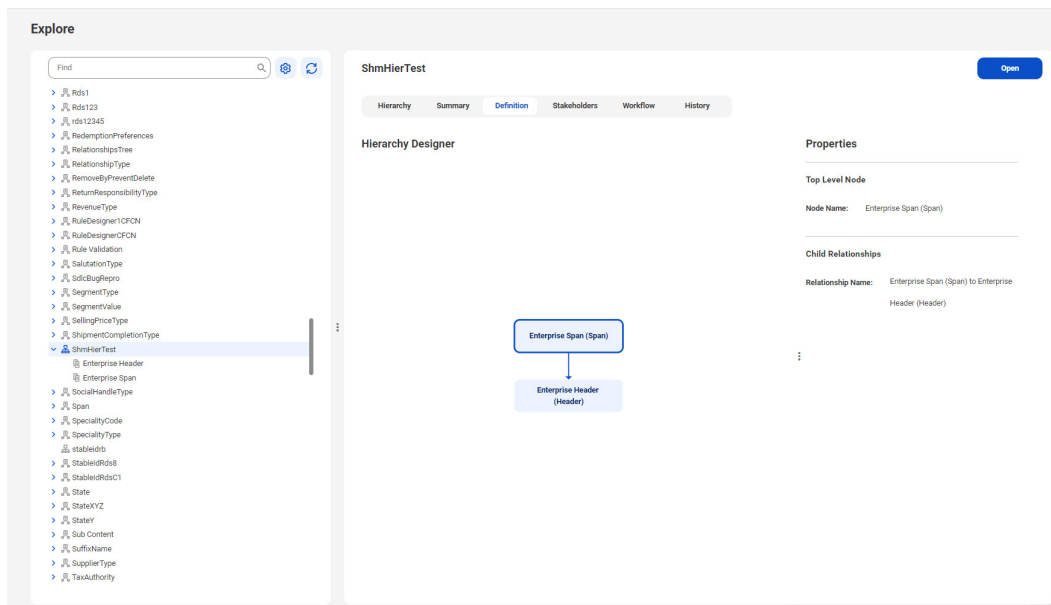 Explore
Find
Rds1
Rds123
rds12345
RedemptionPreferences
RelationshipsTree
RelationshipType
RemoveByPreventDelete
ReturnResponsibilityType
RevenueType
RuleDesigner1CFCN
RuleDesignerCFCN
Rule Validation
SalutationType
SdlcBugRepro
SegmentType
SegmentValue
SellingPriceType
ShipmentCompletionType
ShmHierTest
Enterprise Header
Enterprise Span
SocialHandleType
Span
SpecialityCode
SpecialityType
stableidrb
StableIdRds8
StableIdRdsC1
State
StateXYZ
StateY
Sub Content
SuffixName
SupplierType
TaxAuthority
ShmHierTest
Open
Hierarchy Summary Definition Stakeholders Workflow History
Hierarchy Designer
Enterprise Span (Span)
Enterprise Header
(Header)
Properties
Top Level Node
Node Name: Enterprise Span (Span)
Child Relationships
Relationship Name: Enterprise Span (Span) to Enterprise
Header (Header)